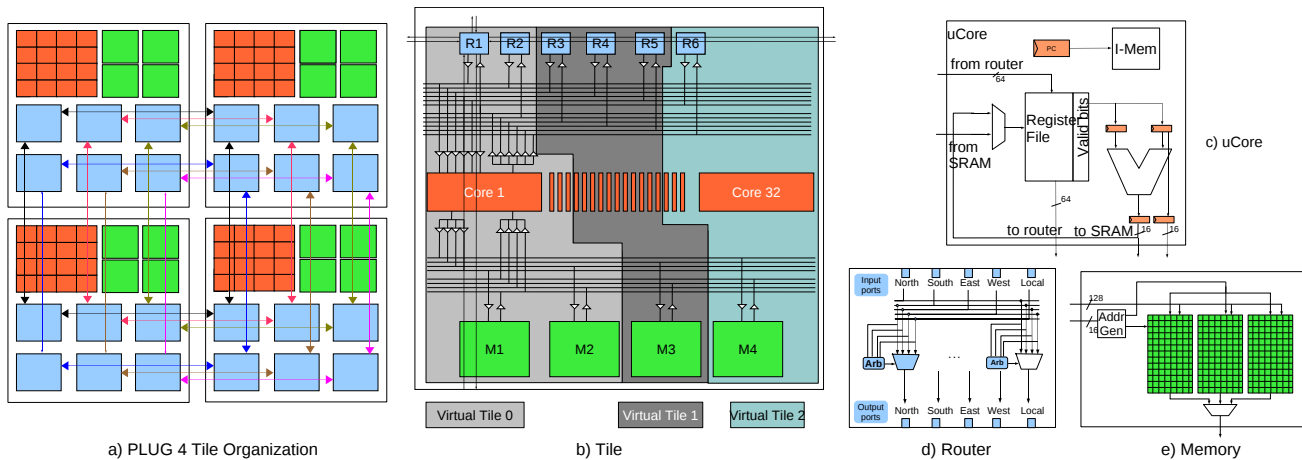 R1 R2 R3 R4 R5 R6
Core 1
Core 32
M1 M2 M3 M4
Virtual Tile 0
Virtual Tile 1
Virtual Tile 2
a) PLUG 4 Tile Organization
b) Tile
uCore
PC
I-Mem
from router
64
Register
File
Valid bits
from
SRAM
64
to router
to SRAM
16
16
c) uCore
Input
ports
North South East West Local
Arb
...
Arb
Output
ports
North South East West Local
d) Router
128
16
Addr
Gen
e) Memory